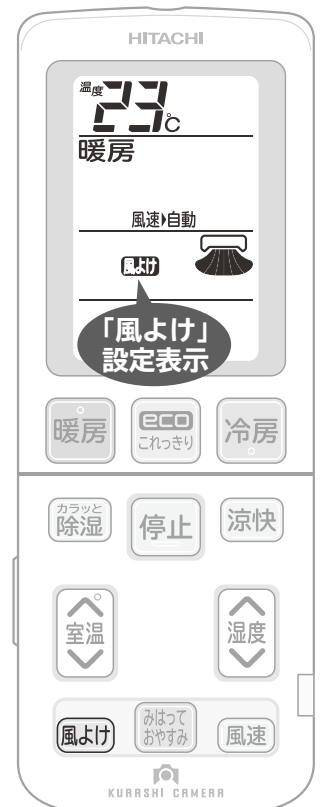 HITACHI
温度23℃
暖房
風速▶自動
風よけ
「風よけ」
設定表示
暖房 eco 冷房
これっきり
カラッと
除湿 停止 涼快
室温 湿度
風よけ みはって 風速
おやすみ
KURASHI CAMERA